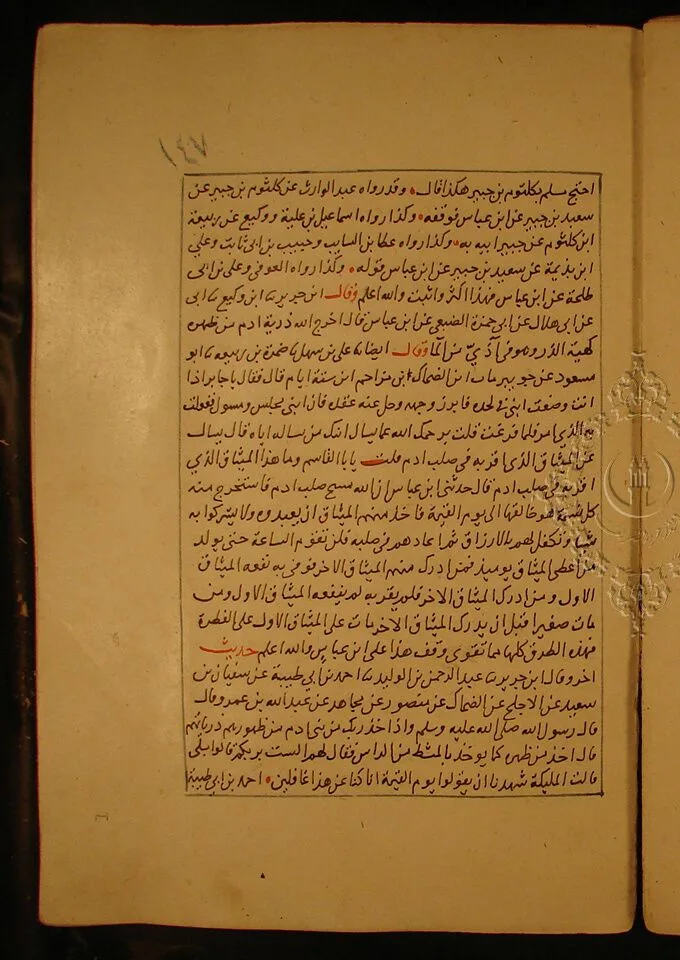 ١٤٧
احتج مسلم بكلثوم بن جبير هكذا قال وقد رواه عبد الوارث عن كلثوم بن جبير عن
سعيد بن جبير عن ابن عباس فوقفه وكذا رواه اسماعيل بن علية ووكيع عن ربيعة
ابن كلثوم عن جبير ابيه به وكذا رواه عطا بن السايب وحبيب بن ابي ثابت وعلي
ابن بذيمة عن سعيد بن جبير عن ابن عباس قوله وكذا رواه العوفي وعلي بن ابي
طلحة عن ابن عباس فهذا اكثر واثبت والله اعلم وقال ابن جرير ثنا ابن وكيع ثنا ابي
عن ابي هلال عن ابي حمزة الضبعي عن ابن عباس قال اخرج الله ذرية ادم من ظهره
كهية الذر وهو في آذي من الما وقال ايضا ثنا علي بن سهل ثنا ضمرة بن ربيعه ثنا ابو
مسعود عن جويبر مات ابن الضحاك بن مزاحم ابن ستة ايام قال فقال يا جابر اذا
انت وضعت ابني في لحده فابرز وجهه وحل عنه عقده فان ابني مجلس ومسول ففعلت
به الذي امر فلما فرغت قلت يرحمك الله عما يسال ابنك من يساله اياه قال يسال
عن الميثاق الذي اقر به في صلب ادم قلت يابا القاسم وما هذا الميثاق الذي
اقر به في صلب ادم قال حدثني ابن عباس ان الله مسح صلب ادم فاستخرج منه
كل نسمة هو خالقها الى يوم القيمة فاخذ منهم الميثاق ان يعبدوه ولا يشركوا به
شيا وتكفل لهم بالارزاق ثم اعادهم في صلبه فلن تقوم الساعة حتى يولد
من اعطى الميثاق يوميذ فمن ادرك منهم الميثاق الاخر فوفى به نفعه الميثاق
الاول ومن ادرك الميثاق الاخر فلم يقر به لم ينفعه الميثاق الاول ومن
مات صغيرا قبل ان يدرك الميثاق الاخر مات على الميثاق الاول على الفطرة
فهذه الطرق كلها مما تقوي وقف هذا على ابن عباس والله اعلم حديث
اخر وقال ابن جرير ثنا عبد الرحمن بن الوليد ثنا احمد بن ابي طيبة عن سفيان بن
سعيد عن الاجلح عن الضحاك عن منصور عن مجاهد عن عبد الله بن عمرو قال
قال رسول الله صلى الله عليه وسلم واذ اخذ ربك من بني ادم من ظهورهم ذرياتهم
قال اخذ من ظهره كما يوخذ بالمشط من الراس فقال لهم الست بربكم قالوا بلى
قالت المليكة شهدنا ان يقولوا يوم القيمة انا كنا عن هذا غافلين احمد بن ابي طيبة